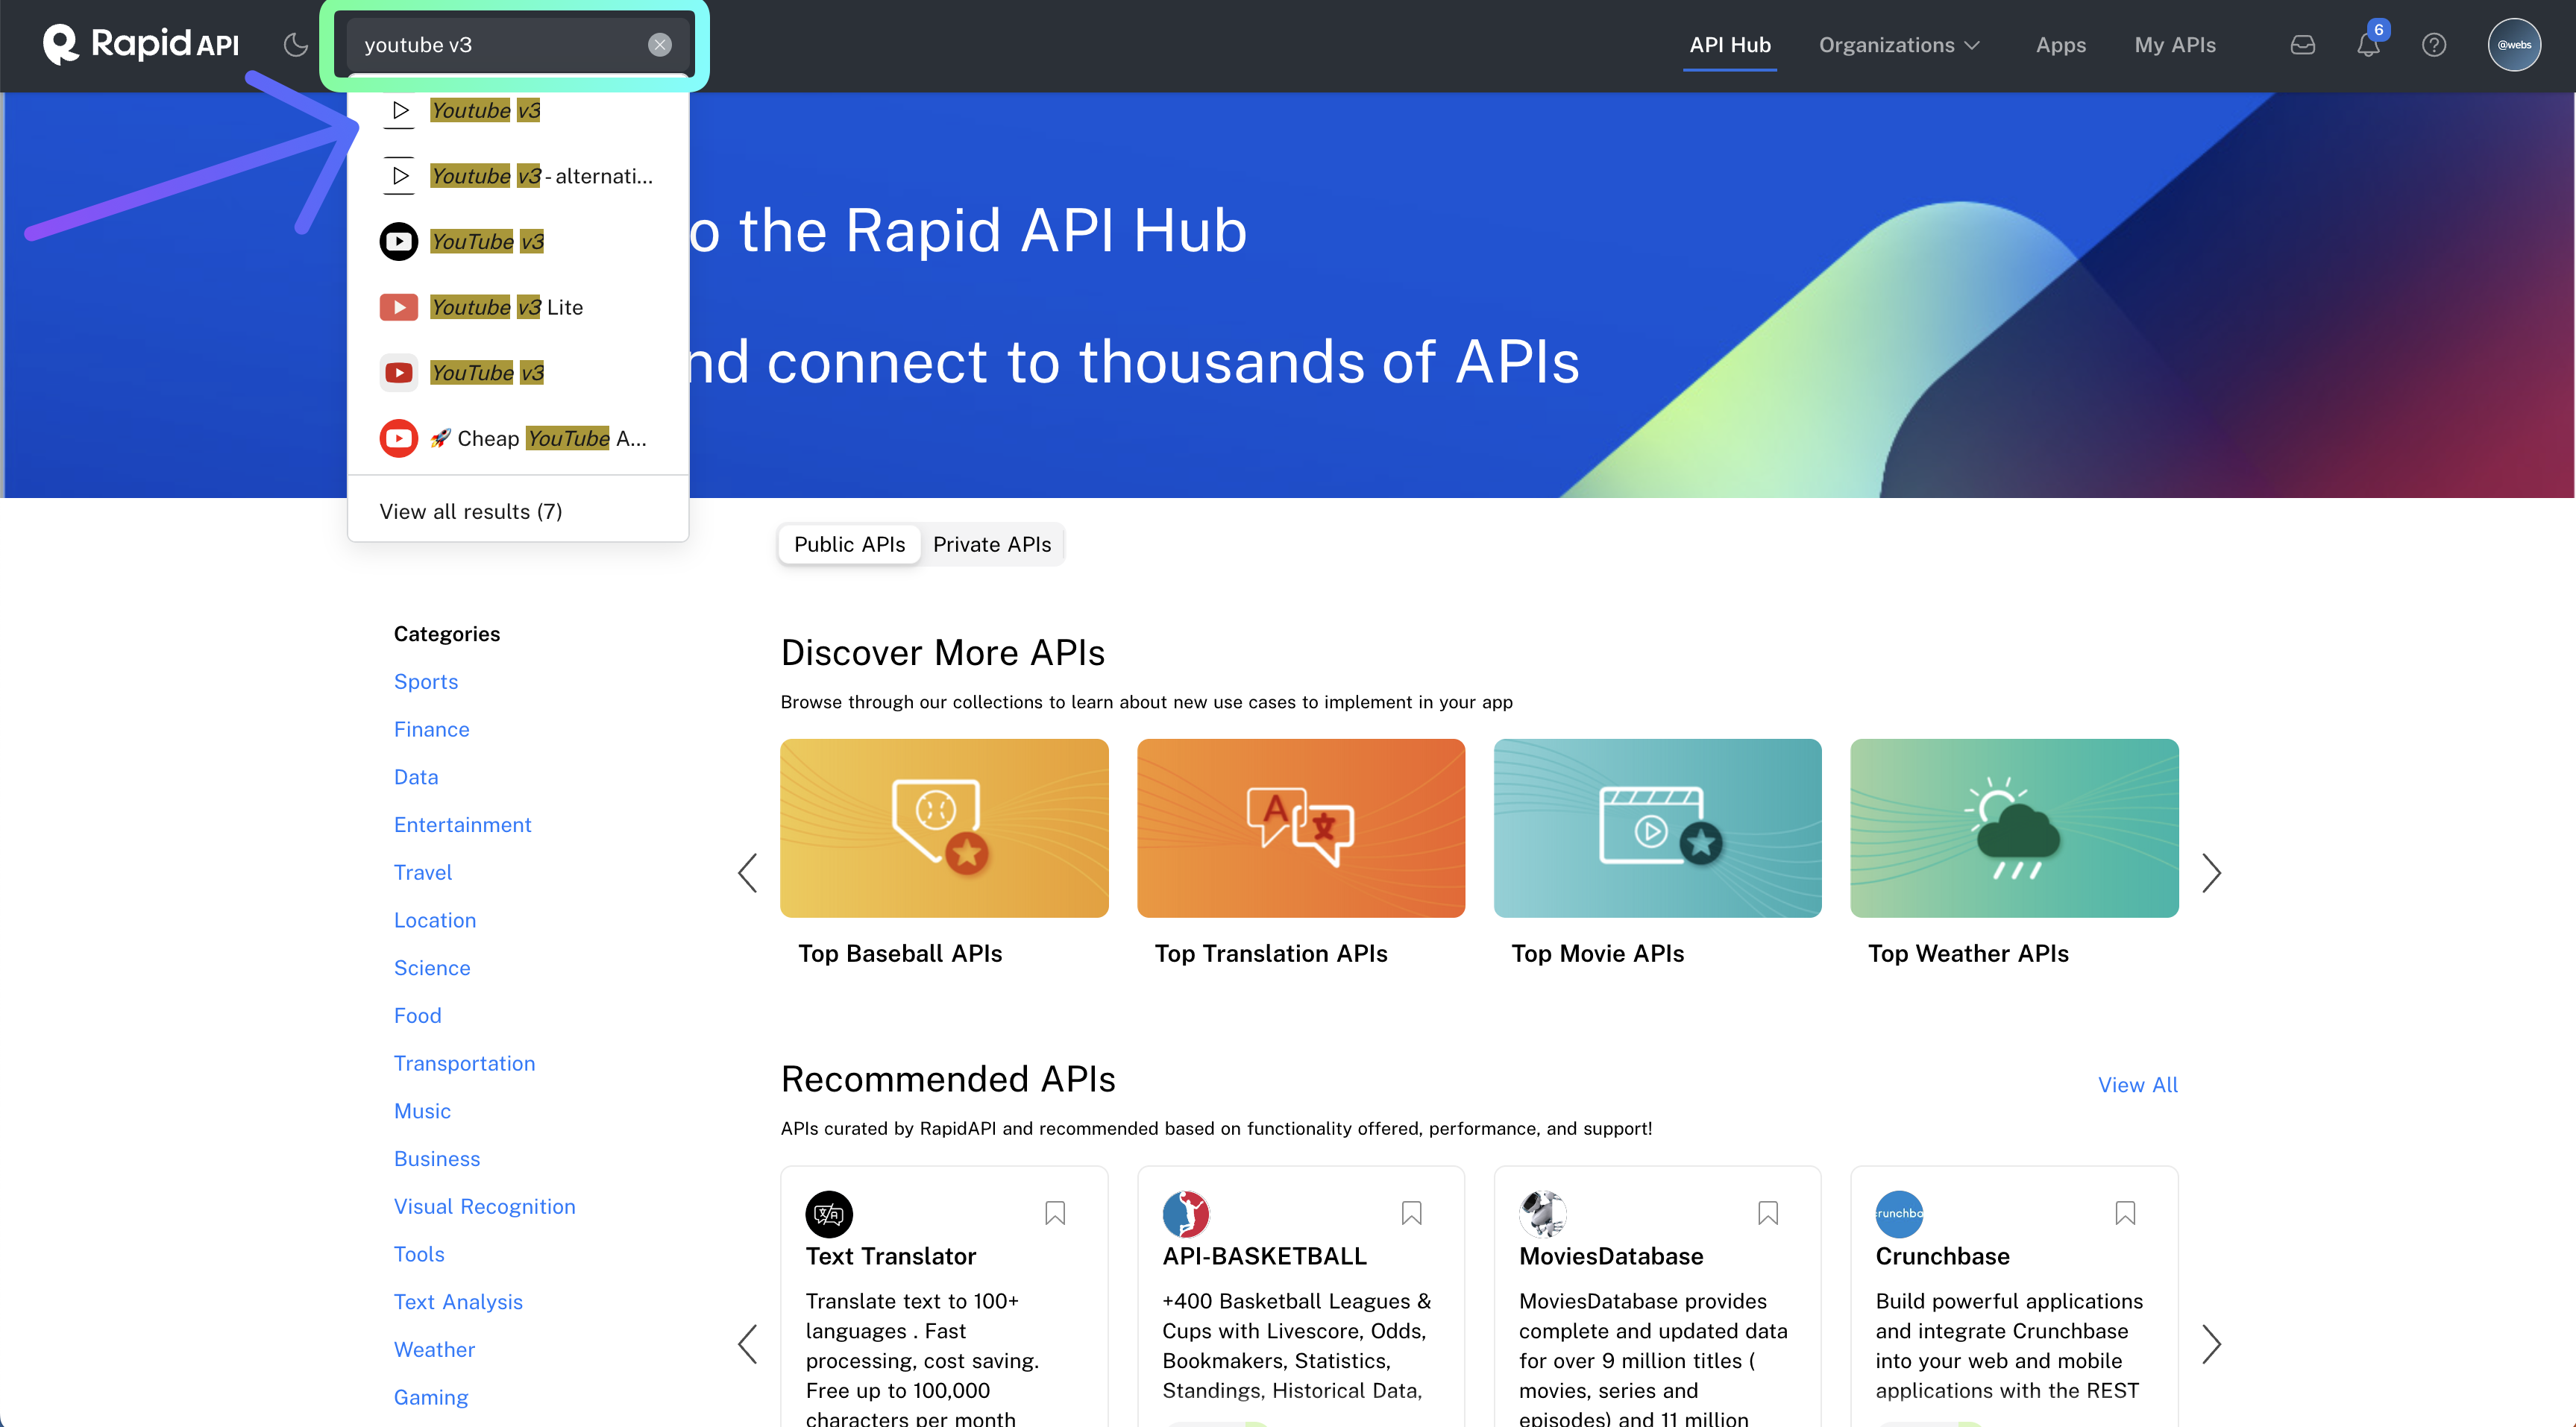 Rapid API
youtube v3
API Hub
Organizations
Apps
My APIs
6
@webs
Youtube v3
Youtube v3 - alternati...
YouTube v3
Youtube v3 Lite
YouTube v3
🚀 Cheap YouTube A...
View all results (7)
o the Rapid API Hub
nd connect to thousands of APIs
Public APIs
Private APIs
Categories
Sports
Finance
Data
Entertainment
Travel
Location
Science
Food
Transportation
Music
Business
Visual Recognition
Tools
Text Analysis
Weather
Gaming
Discover More APIs
Browse through our collections to learn about new use cases to implement in your app
A
文
Top Baseball APIs
Top Translation APIs
Top Movie APIs
Top Weather APIs
Recommended APIs
View All
APIs curated by RapidAPI and recommended based on functionality offered, performance, and support!
Text Translator
Translate text to 100+
languages . Fast
processing, cost saving.
Free up to 100,000
characters per month
API-BASKETBALL
+400 Basketball Leagues &
Cups with Livescore, Odds,
Bookmakers, Statistics,
Standings, Historical Data,
MoviesDatabase
MoviesDatabase provides
complete and updated data
for over 9 million titles (
movies, series and
episodes) and 11 million
runchba
Crunchbase
Build powerful applications
and integrate Crunchbase
into your web and mobile
applications with the REST